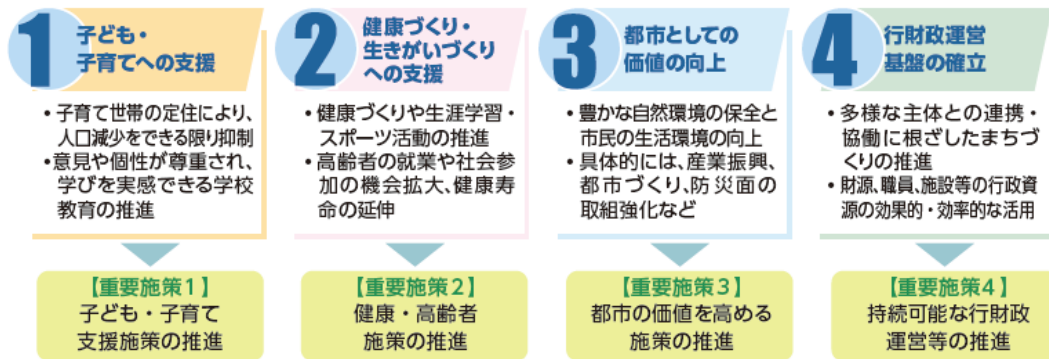 1
子ども・
子育てへの支援
・子育て世帯の定住により、
人口減少をできる限り抑制
・意見や個性が尊重され、
学びを実感できる学校
教育の推進
【重要施策1】
子ども・子育て
支援施策の推進
2
健康づくり・
生きがいづくり
への支援
・健康づくりや生涯学習・
スポーツ活動の推進
・高齢者の就業や社会参
加の機会拡大、健康寿
命の延伸
【重要施策2】
健康・高齢者
施策の推進
3
都市としての
価値の向上
・豊かな自然環境の保全と
市民の生活環境の向上
・具体的には、産業振興、
都市づくり、防災面の
取組強化など
【重要施策3】
都市の価値を高める
施策の推進
4
行財政運営
基盤の確立
・多様な主体との連携・
協働に根ざしたまちづ
くりの推進
・財源、職員、施設等の行政資
源の効果的・効率的な活用
【重要施策4】
持続可能な行財政
運営等の推進